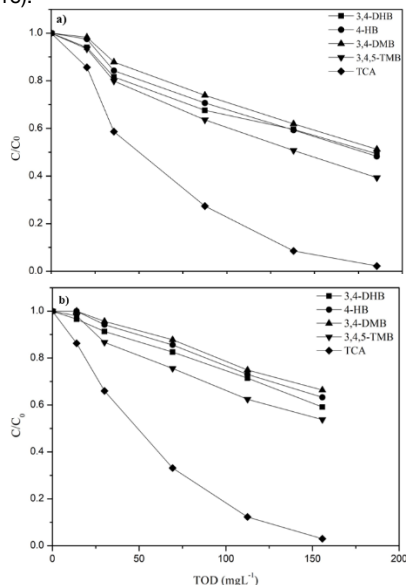 a)
3,4-DHB
4-HB
3,4-DMB
3,4,5-TMB
TCA
1.0
0.8
0.6
0.4
0.2
0.0
C/C0
b)
3,4-DHB
4-HB
3,4-DMB
3,4,5-TMB
TCA
1.0
0.8
0.6
0.4
0.2
0.0
C/C₀
0 50 100 150 200
TOD (mgL⁻¹)